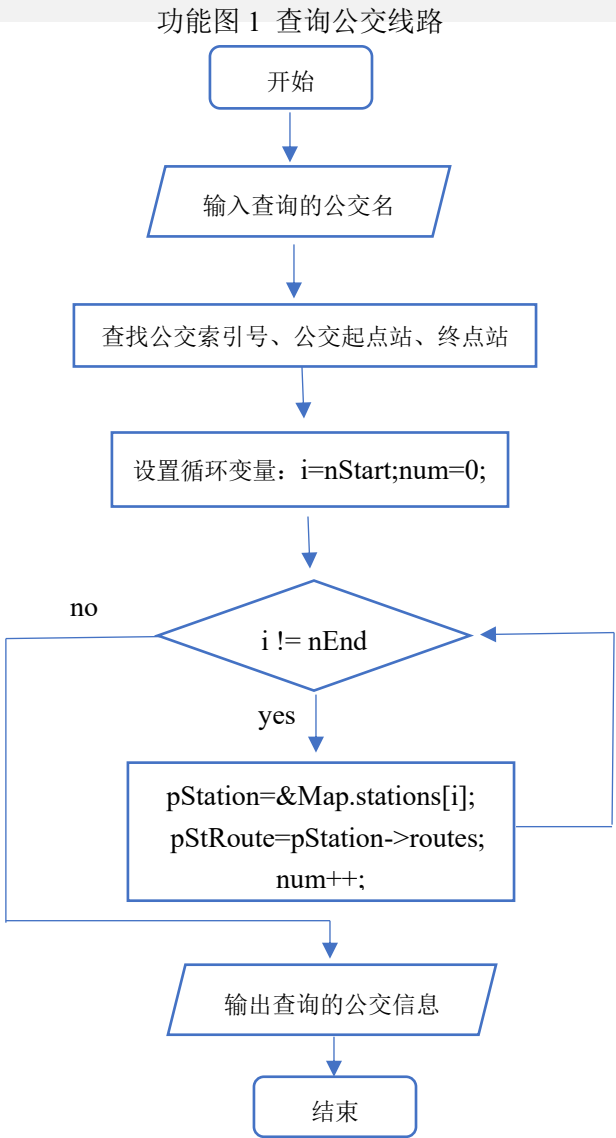 功能图 1 查询公交线路
开始
输入查询的公交名
查找公交索引号、公交起点站、终点站
设置循环变量：i=nStart;num=0;
no
i != nEnd
yes
pStation=&Map.stations[i];
pStRoute=pStation->routes;
num++;
输出查询的公交信息
结束